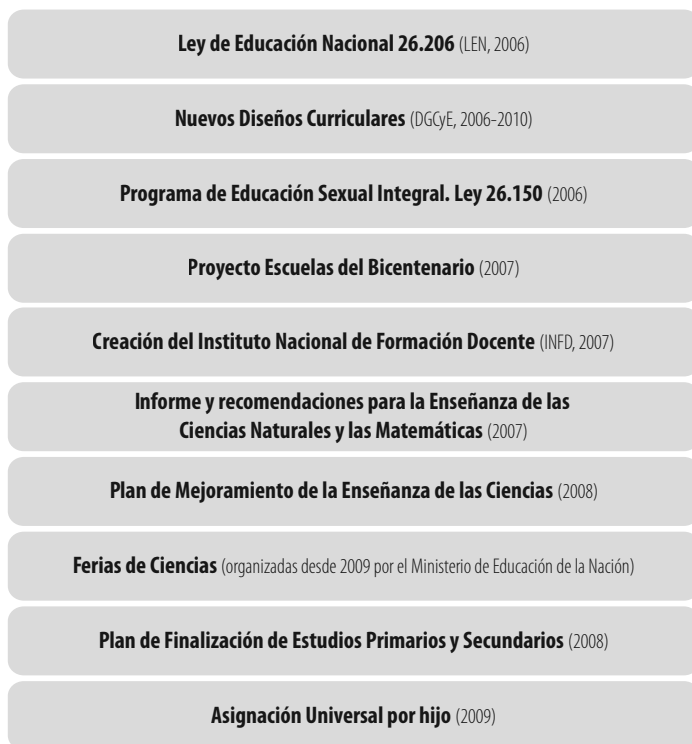 Ley de Educación Nacional 26.206 (LEN, 2006)
Nuevos Diseños Curriculares (DGCyE, 2006-2010)
Programa de Educación Sexual Integral. Ley 26.150 (2006)
Proyecto Escuelas del Bicentenario (2007)
Creación del Instituto Nacional de Formación Docente (INFD, 2007)
Informe y recomendaciones para la Enseñanza de las
Ciencias Naturales y las Matemáticas (2007)
Plan de Mejoramiento de la Enseñanza de las Ciencias (2008)
Ferias de Ciencias (organizadas desde 2009 por el Ministerio de Educación de la Nación)
Plan de Finalización de Estudios Primarios y Secundarios (2008)
Asignación Universal por hijo (2009)